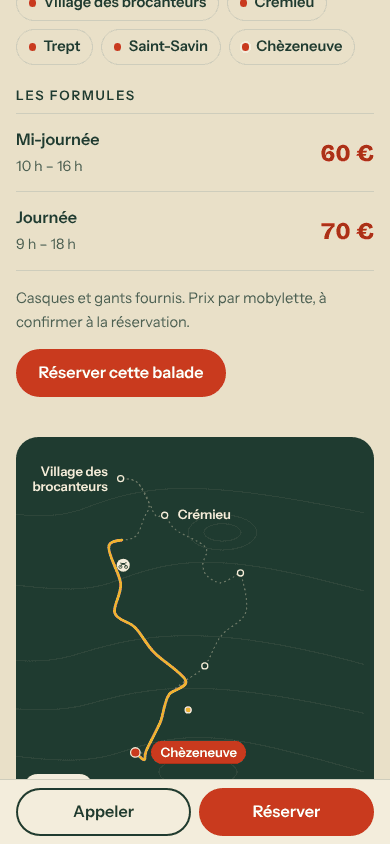 Village des brocanteurs
Crémieu
Trept
Saint-Savin
Chèzeneuve
LES FORMULES
Mi-journée
10 h – 16 h
60 €
Journée
9 h – 18 h
70 €
Casques et gants fournis. Prix par mobylette, à
confirmer à la réservation.
Réserver cette balade
Village des
brocanteurs
Crémieu
Chèzeneuve
Appeler
Réserver